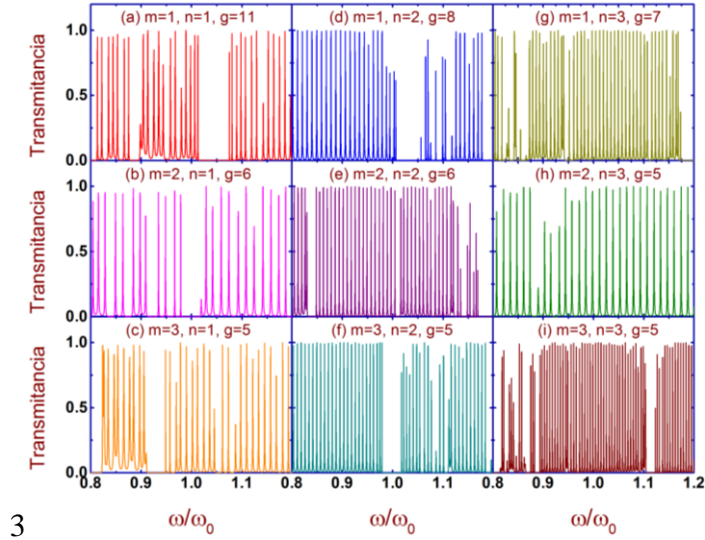 (a) m=1, n=1, g=11
(d) m=1, n=2, g=8
(g) m=1, n=3, g=7
Transmitancia
1.0
0.5
0.0
(b) m=2, n=1, g=6
(e) m=2, n=2, g=6
(h) m=2, n=3, g=5
Transmitancia
1.0
0.5
0.0
(c) m=3, n=1, g=5
(f) m=3, n=2, g=5
(i) m=3, n=3, g=5
Transmitancia
1.0
0.5
0.0
0.8 0.9 1.0 1.1 0.8 0.9 1.0 1.1 0.8 0.9 1.0 1.1 1.2
ω/ω₀ ω/ω₀ ω/ω₀
3